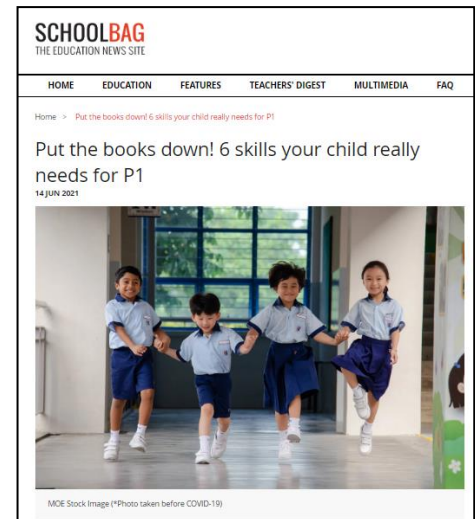 SCHOOLBAG
THE EDUCATION NEWS SITE
HOME EDUCATION FEATURES TEACHERS' DIGEST MULTIMEDIA FAQ
Home > Put the books down! 6 skills your child really needs for P1
Put the books down! 6 skills your child really
needs for P1
14 JUN 2021
MOE Stock Image (*Photo taken before COVID-19)